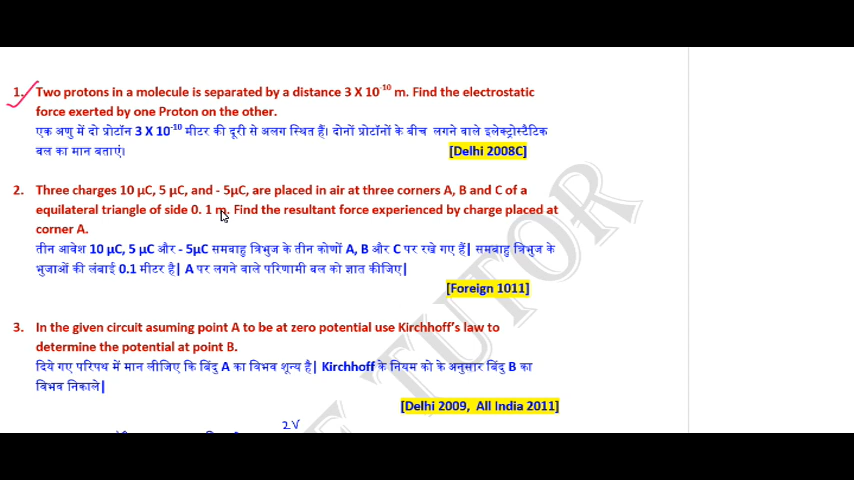 1. Two protons in a molecule is separated by a distance 3 X 10⁻¹⁰ m. Find the electrostatic
force exerted by one Proton on the other.
एक अणु में दो प्रोटॉन 3 X 10⁻¹⁰ मीटर की दूरी से अलग स्थित हैं। दोनों प्रोटॉनों के बीच लगने वाले इलेक्ट्रोस्टैटिक
बल का मान बताएं।
[Delhi 2008C]
2. Three charges 10 μC, 5 μC, and - 5μC, are placed in air at three corners A, B and C of a
equilateral triangle of side 0. 1 m. Find the resultant force experienced by charge placed at
corner A.
तीन आवेश 10 μC, 5 μC और - 5μC समबाहु त्रिभुज के तीन कोणों A, B और C पर रखे गए हैं| समबाहु त्रिभुज के
भुजाओं की लंबाई 0.1 मीटर है| A पर लगने वाले परिणामी बल को ज्ञात कीजिए|
[Foreign 1011]
3. In the given circuit asuming point A to be at zero potential use Kirchhoff's law to
determine the potential at point B.
दिये गए परिपथ में मान लीजिए कि बिंदु A का विभव शून्य है| Kirchhoff के नियम को के अनुसार बिंदु B का
विभव निकाले|
[Delhi 2009, All India 2011]
2V
TUTOR